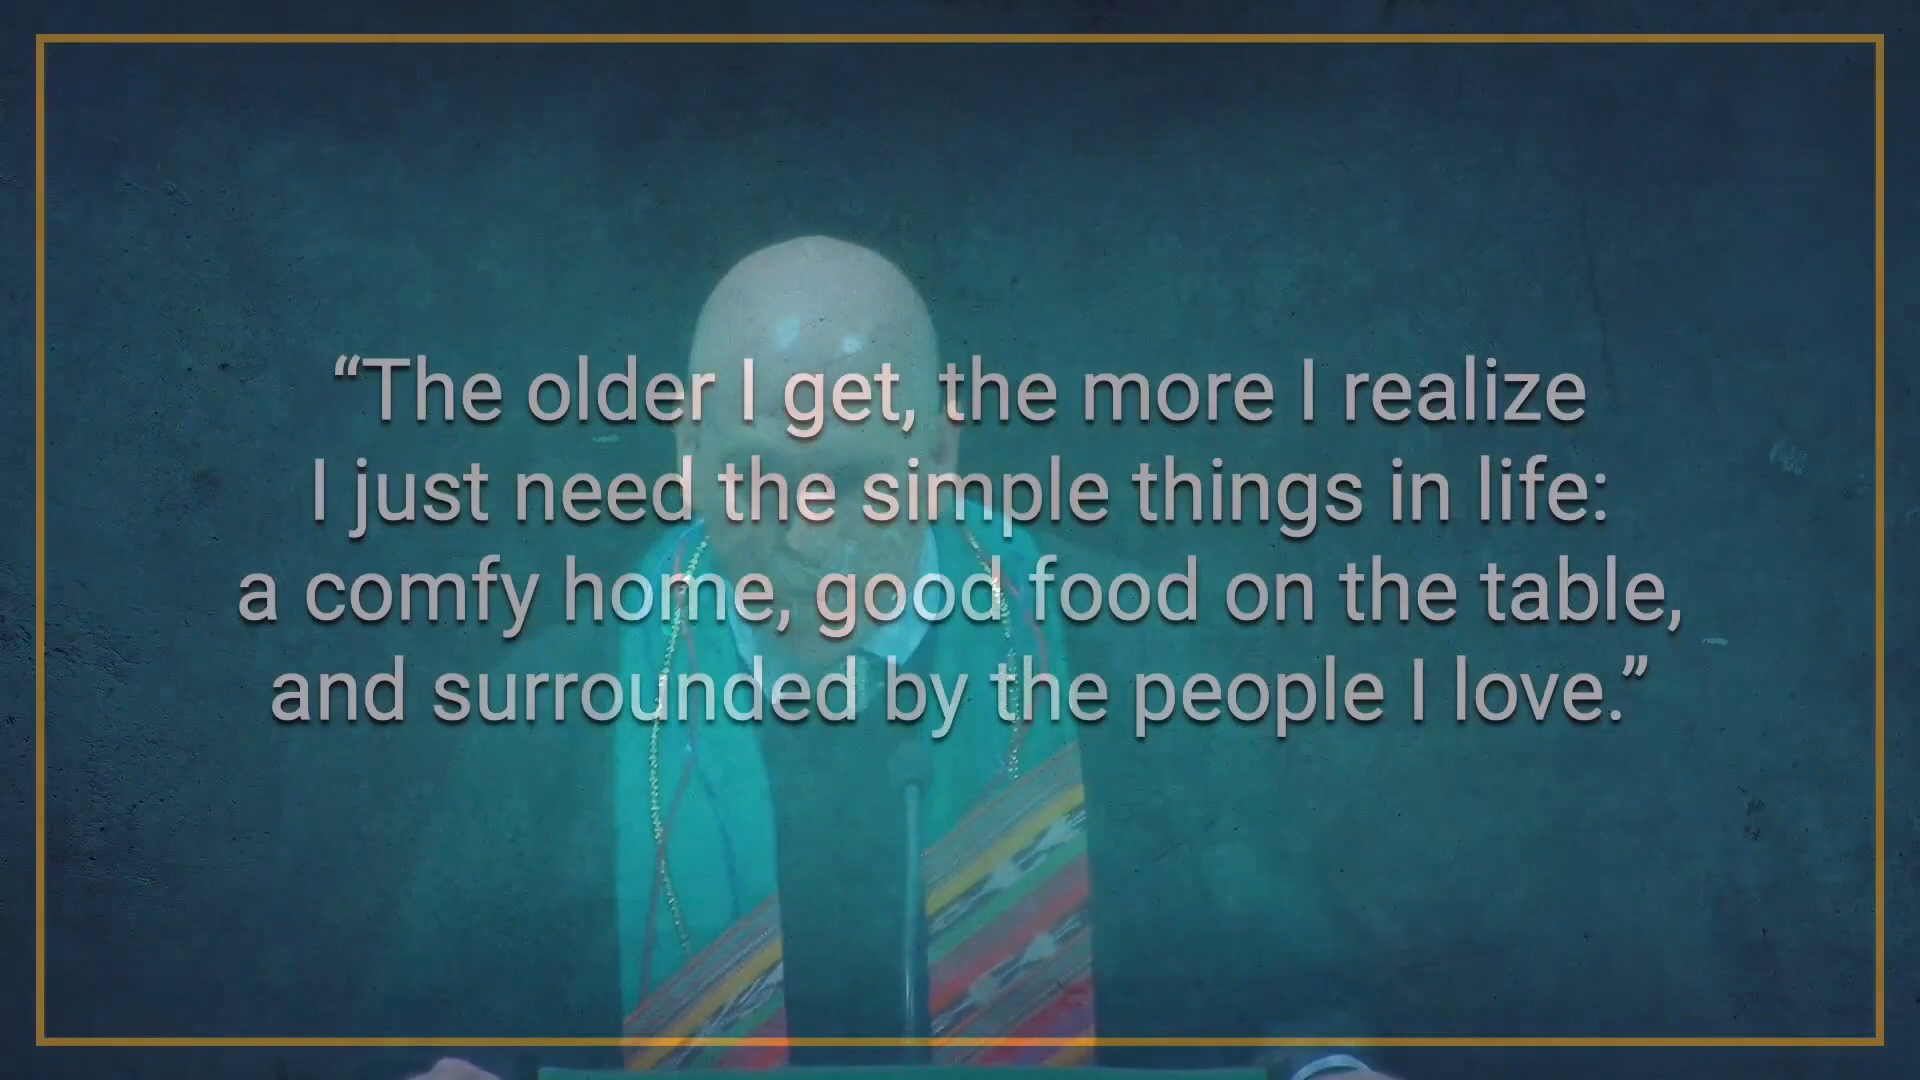 “The older I get, the more I realize
I just need the simple things in life:
a comfy home, good food on the table,
and surrounded by the people I love.”